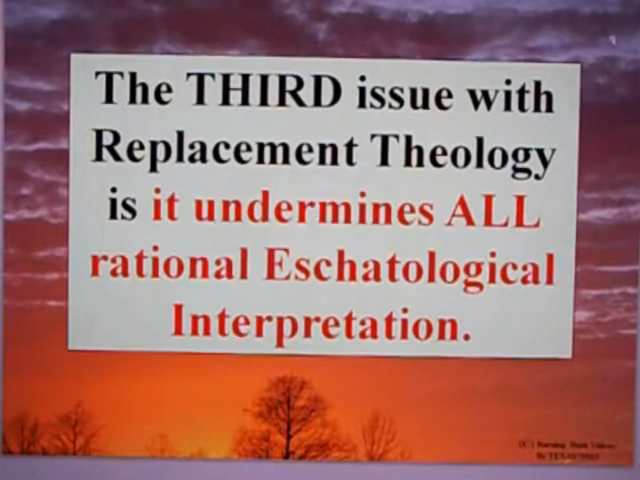 The THIRD issue with
Replacement Theology
is it undermines ALL
rational Eschatological
Interpretation.